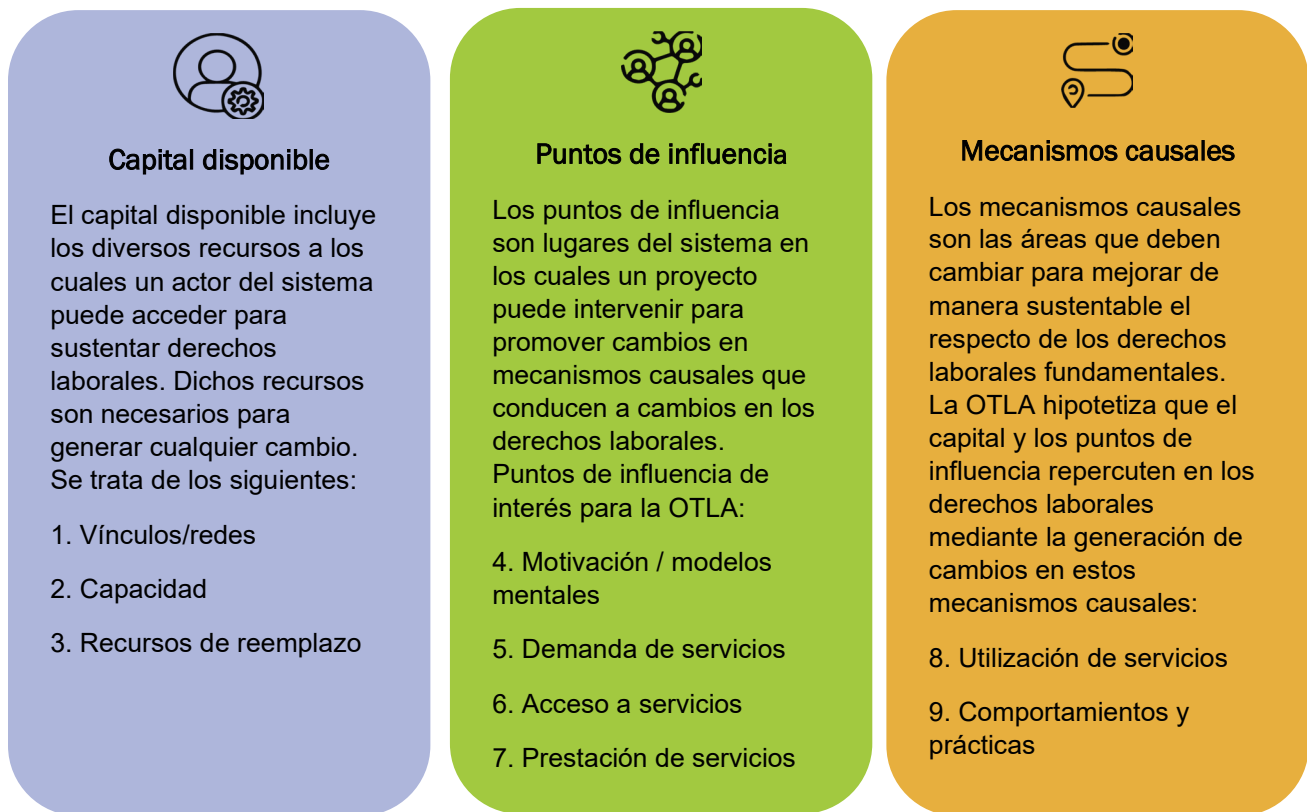 Capital disponible
El capital disponible incluye
los diversos recursos a los
cuales un actor del sistema
puede acceder para
sustentar derechos
laborales. Dichos recursos
son necesarios para
generar cualquier cambio.
Se trata de los siguientes:
1. Vínculos/redes
2. Capacidad
3. Recursos de reemplazo
Puntos de influencia
Los puntos de influencia
son lugares del sistema en
los cuales un proyecto
puede intervenir para
promover cambios en
mecanismos causales que
conducen a cambios en los
derechos laborales.
Puntos de influencia de
interés para la OTLA:
4. Motivación / modelos
mentales
5. Demanda de servicios
6. Acceso a servicios
7. Prestación de servicios
Mecanismos causales
Los mecanismos causales
son las áreas que deben
cambiar para mejorar de
manera sustentable el
respecto de los derechos
laborales fundamentales.
La OTLA hipotetiza que el
capital y los puntos de
influencia repercuten en los
derechos laborales
mediante la generación de
cambios en estos
mecanismos causales:
8. Utilización de servicios
9. Comportamientos y
prácticas